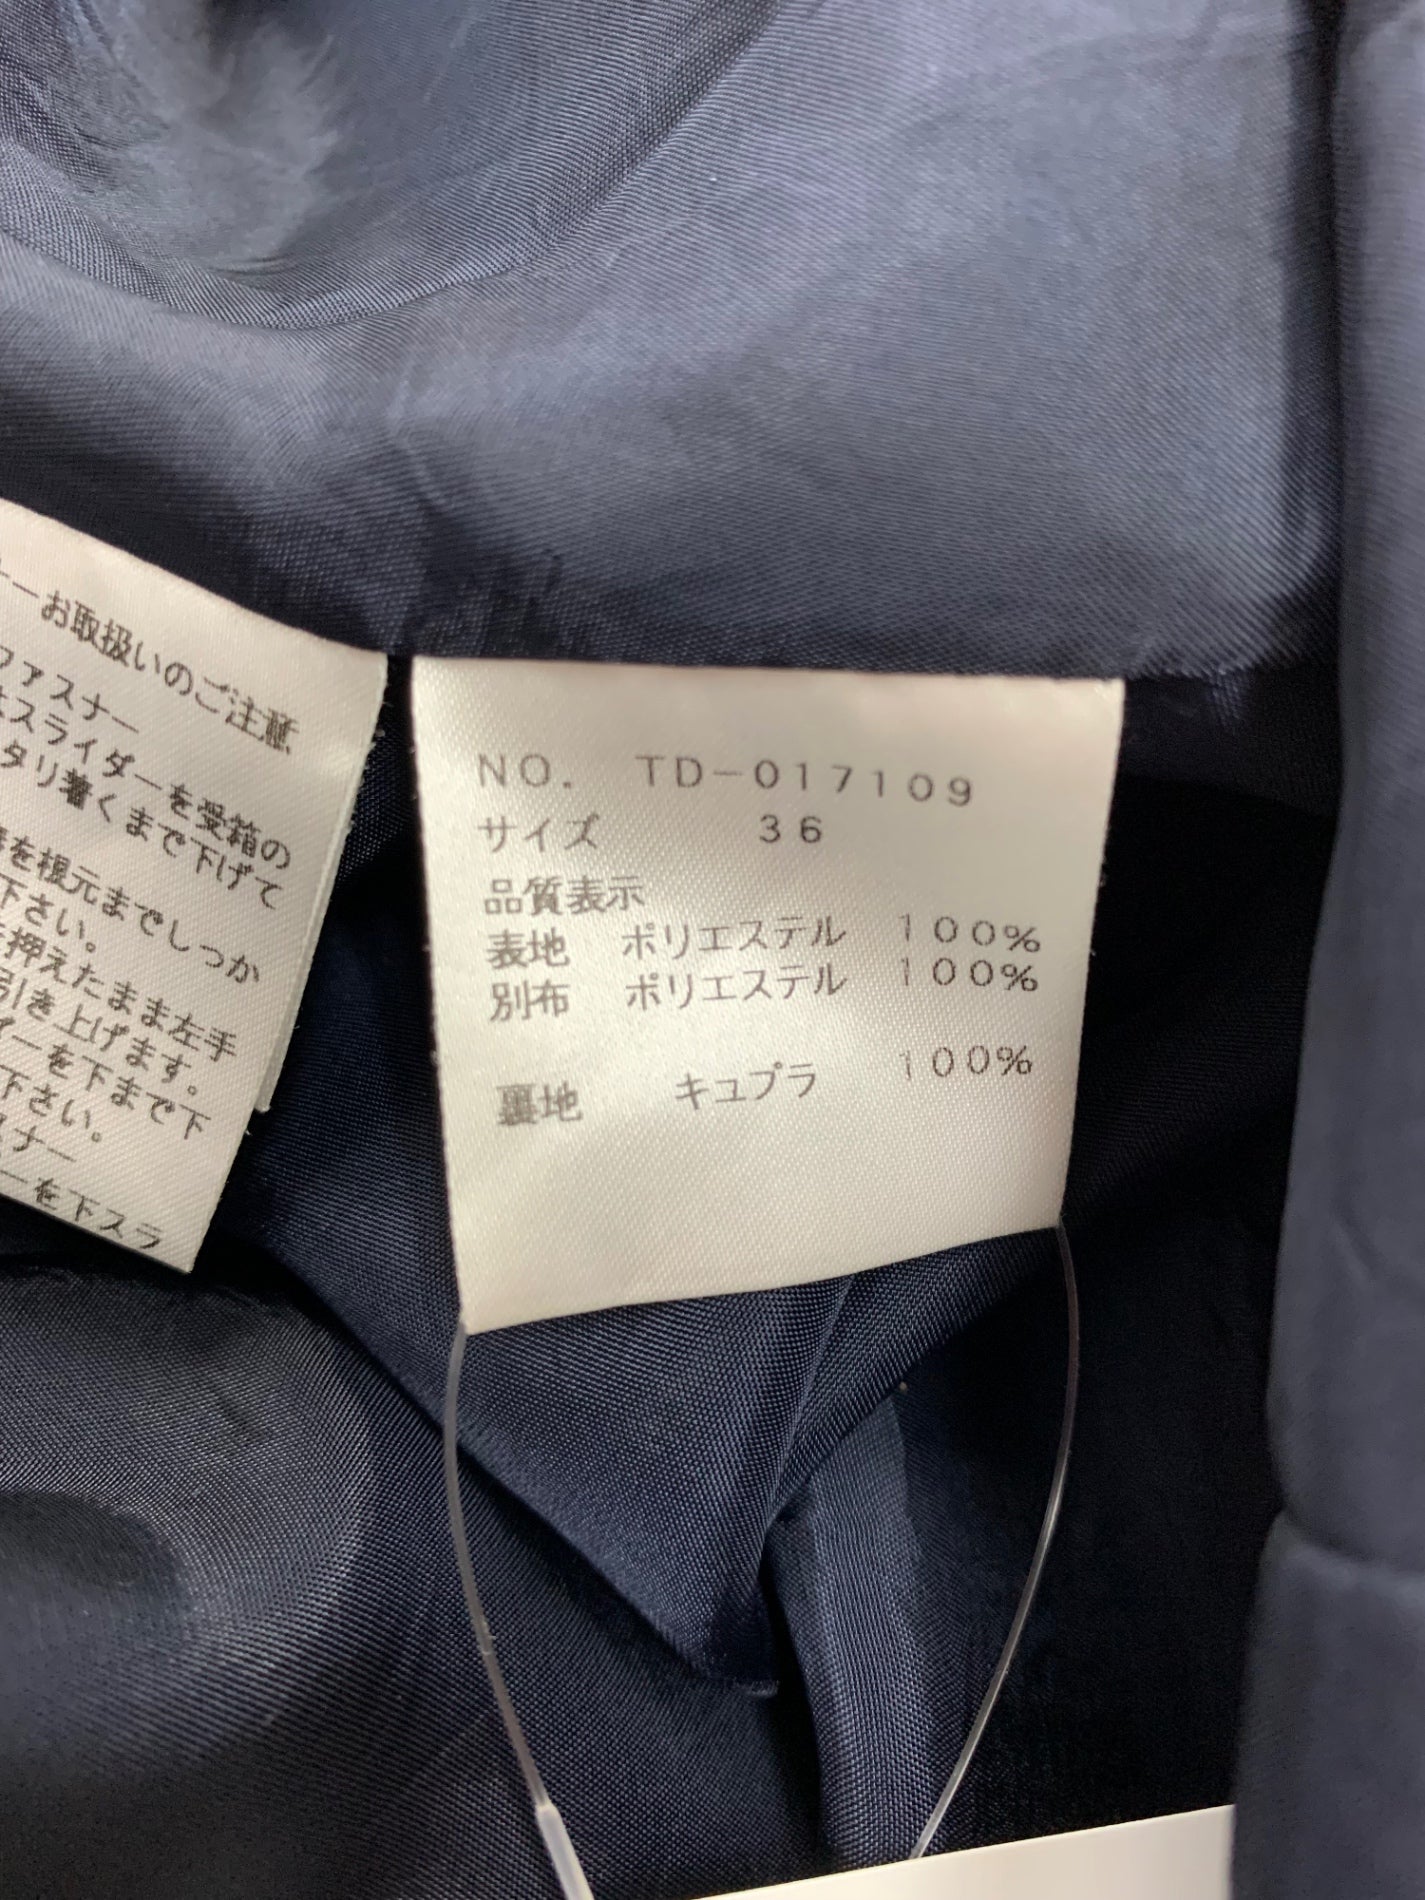 ナーお取扱いのご注意
ファスナー
スライダーを受箱の
タリ着くまで下げて
を根元までしっか
下さい。
押えたまま左手
引き上げます。
ーを下まで下
下さい。
スナー
ーを下スラ
NO. TD-017109
サイズ 36
品質表示
表地 ポリエステル 100%
別布 ポリエステル 100%
裏地 キュプラ 100%